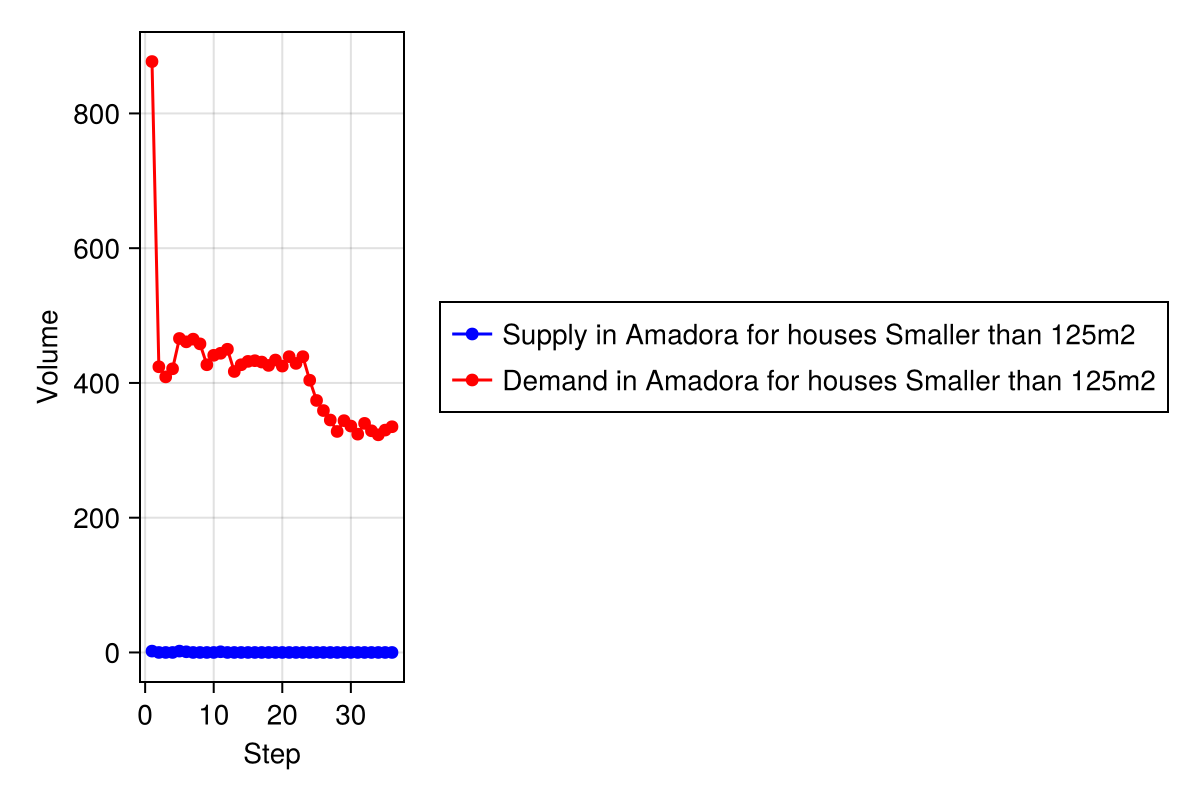 800
600
400
200
0
Volume
0 10 20 30
Step
Supply in Amadora for houses Smaller than 125m2
Demand in Amadora for houses Smaller than 125m2